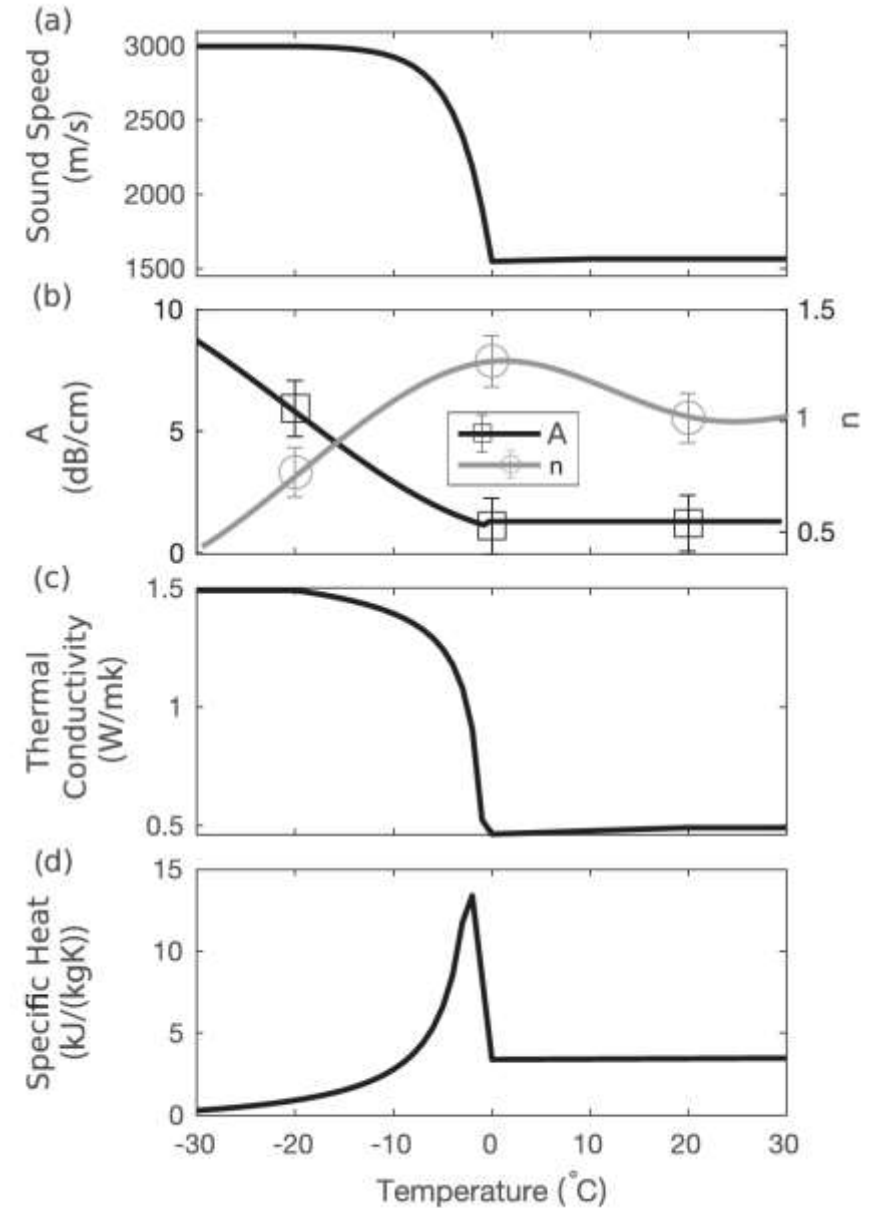 (a)
Sound Speed
(m/s)
3000
2500
2000
1500
(b)
A
(dB/cm)
10
5
0
1.5
1
0.5
n
A
n
(c)
Thermal
Conductivity
(W/mk)
1.5
1
0.5
(d)
Specific Heat
(kJ/(kgK))
15
10
5
0
-30 -20 -10 0 10 20 30
Temperature (°C)